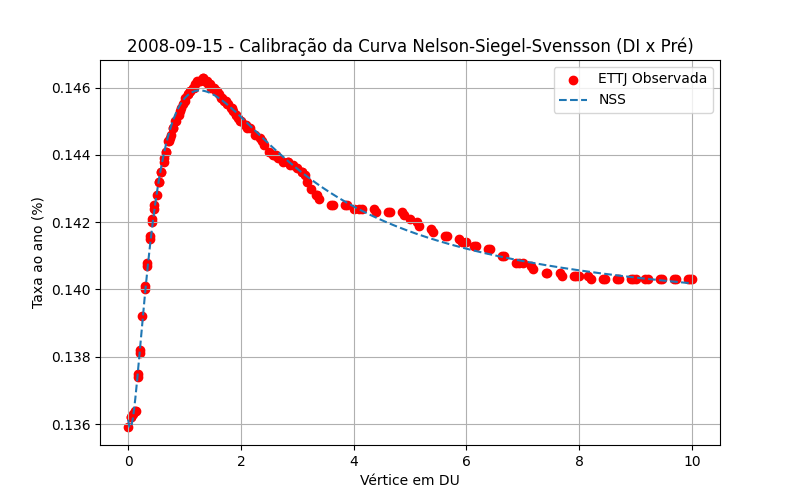 2008-09-15 - Calibração da Curva Nelson-Siegel-Svensson (DI x Pré)
ETTJ Observada
NSS
Taxa ao ano (%)
0.146
0.144
0.142
0.140
0.138
0.136
0
2
4
6
8
10
Vértice em DU